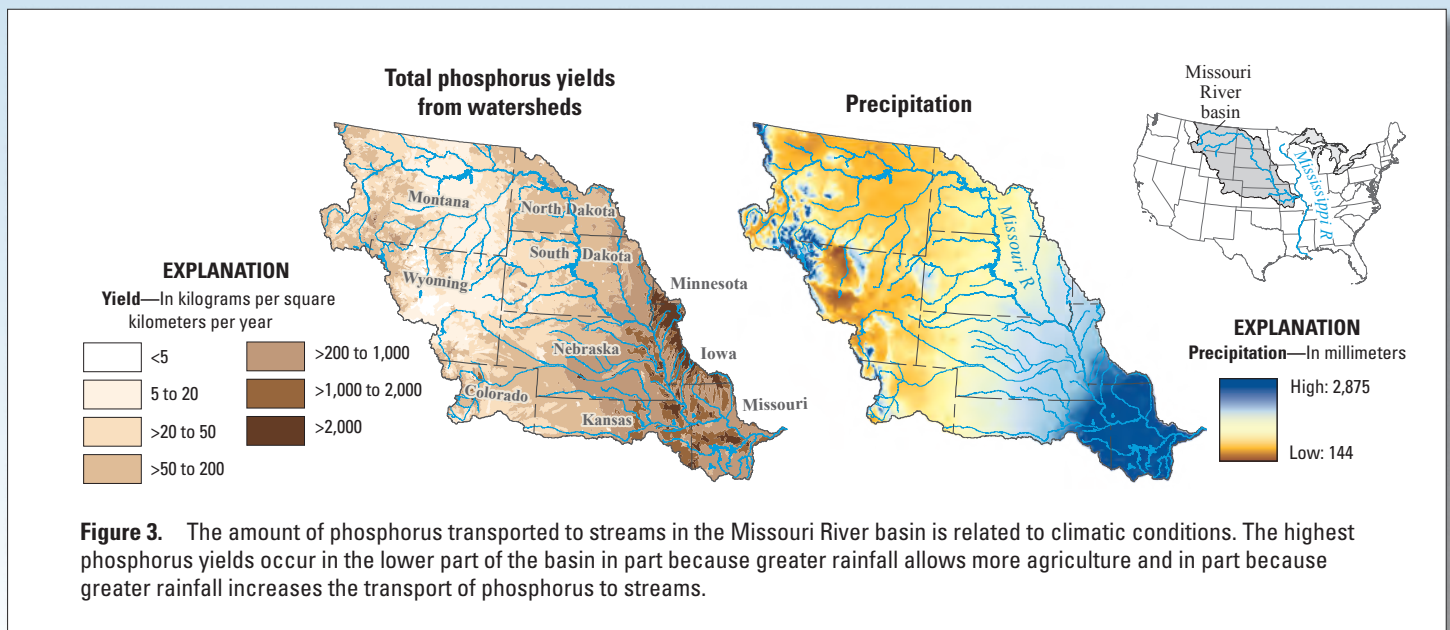 Total phosphorus yields
from watersheds
Montana
North Dakota
South Dakota
Wyoming
Minnesota
Nebraska
Iowa
Colorado
Kansas
Missouri
EXPLANATION
Yield—In kilograms per square
kilometers per year
<5
5 to 20
>20 to 50
>50 to 200
>200 to 1,000
>1,000 to 2,000
>2,000
Precipitation
Missouri R
Missouri
River
basin
Mississippi R
EXPLANATION
Precipitation—In millimeters
High: 2,875
Low: 144
Figure 3. The amount of phosphorus transported to streams in the Missouri River basin is related to climatic conditions. The highest
phosphorus yields occur in the lower part of the basin in part because greater rainfall allows more agriculture and in part because
greater rainfall increases the transport of phosphorus to streams.